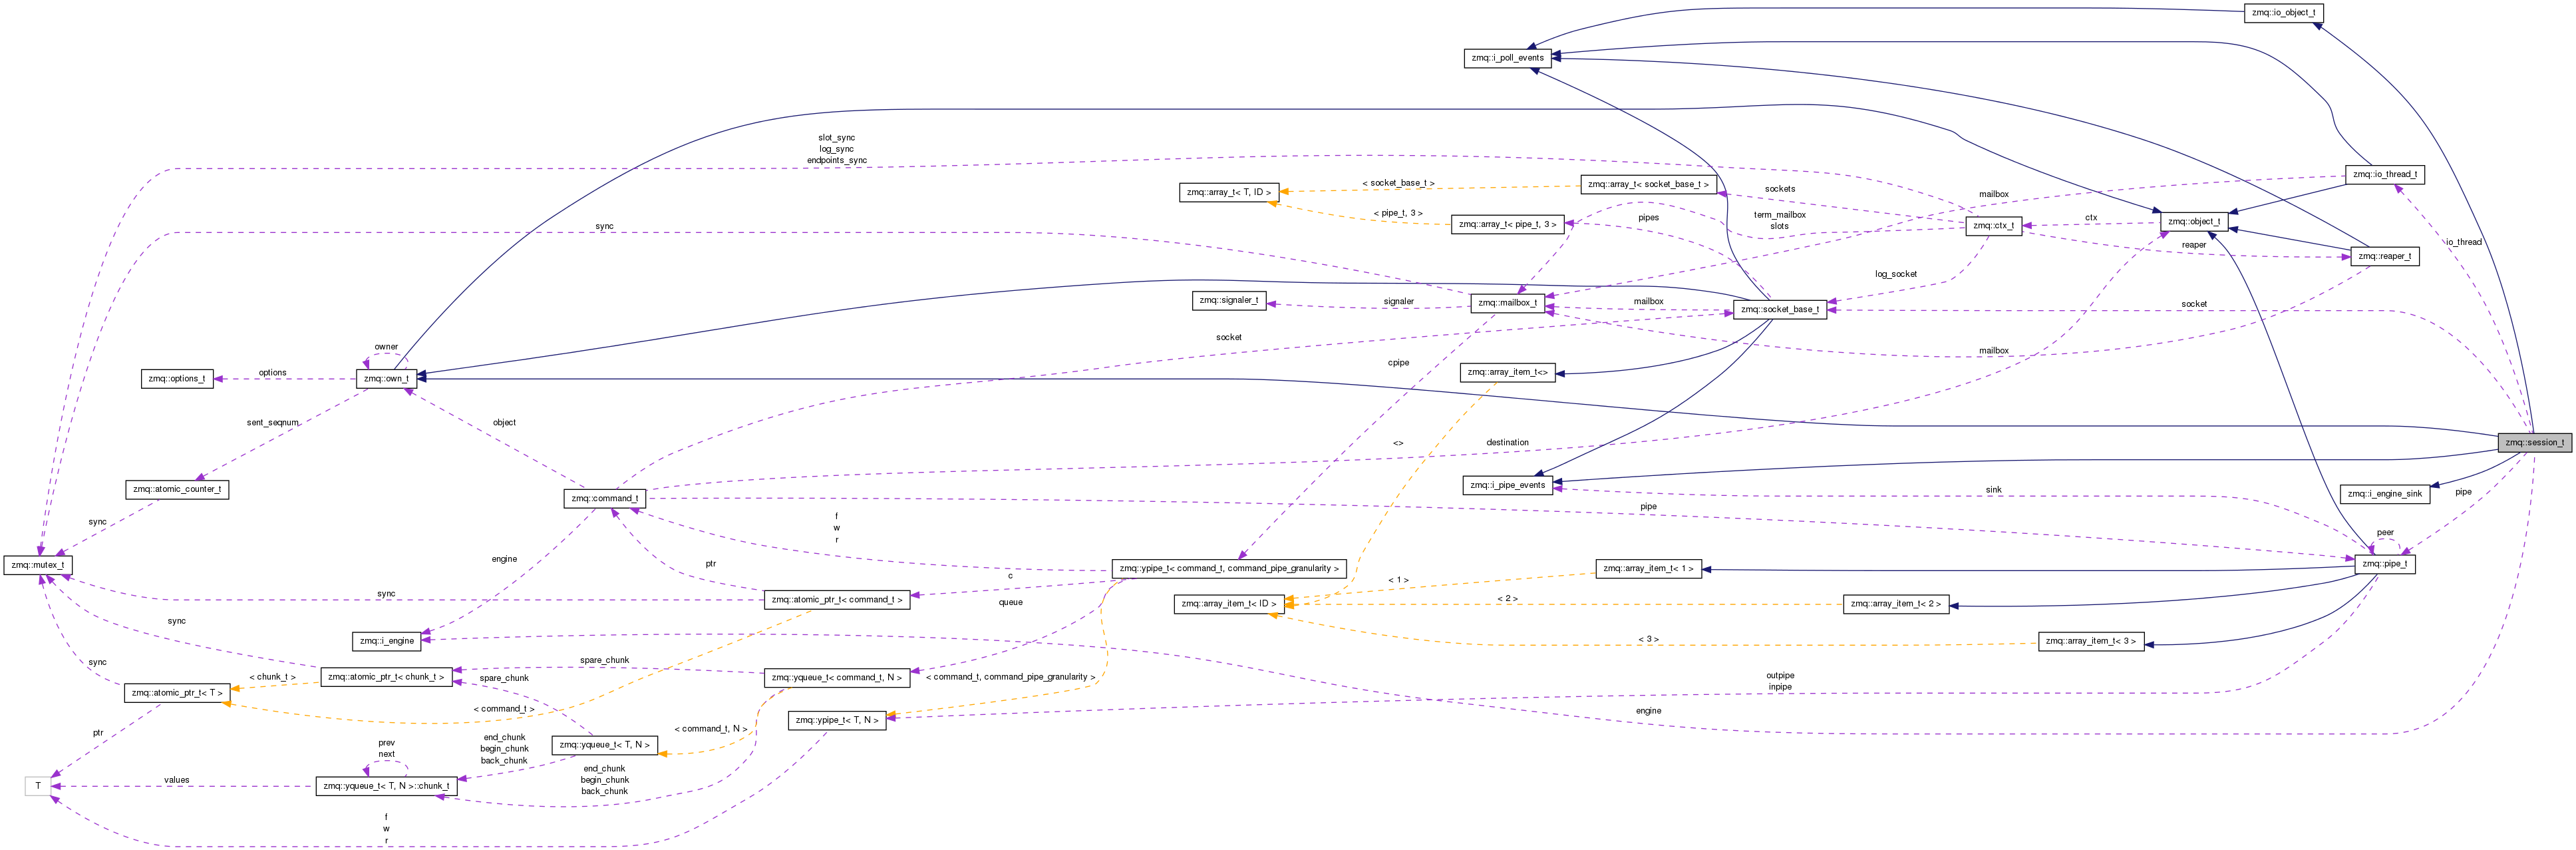 zmq::io_object_t
zmq::i_poll_events
slot_sync
log_sync
endpoints_sync
zmq::io_thread_t
zmq::array_t< T, ID >
< socket_base_t >
zmq::array_t< socket_base_t >
sockets
mailbox
< pipe_t, 3 >
zmq::array_t< pipe_t, 3 >
pipes
term_mailbox
slots
zmq::ctx_t
ctx
zmq::object_t
sync
io_thread
reaper
zmq::reaper_t
log_socket
zmq::signaler_t
signaler
zmq::mailbox_t
mailbox
zmq::socket_base_t
socket
socket
owner
mailbox
cpipe
zmq::options_t
options
zmq::own_t
zmq::array_item_t<>
sent_seqnum
object
<>
destination
zmq::session_t
zmq::atomic_counter_t
zmq::command_t
zmq::i_pipe_events
sink
zmq::i_engine_sink
pipe
sync
f
w
r
pipe
peer
zmq::mutex_t
engine
ptr
zmq::ypipe_t< command_t, command_pipe_granularity >
c
zmq::array_item_t< 1 >
< 1 >
zmq::pipe_t
sync
zmq::atomic_ptr_t< command_t >
queue
zmq::array_item_t< ID >
< 2 >
zmq::array_item_t< 2 >
sync
zmq::i_engine
< 3 >
zmq::array_item_t< 3 >
sync
spare_chunk
< chunk_t >
zmq::atomic_ptr_t< chunk_t >
spare_chunk
zmq::yqueue_t< command_t, N >
< command_t, command_pipe_granularity >
outpipe
inpipe
zmq::atomic_ptr_t< T >
< command_t >
engine
zmq::ypipe_t< T, N >
< command_t, N >
ptr
prev
next
end_chunk
begin_chunk
back_chunk
zmq::yqueue_t< T, N >
T
values
zmq::yqueue_t< T, N >::chunk_t
end_chunk
begin_chunk
back_chunk
f
w
r